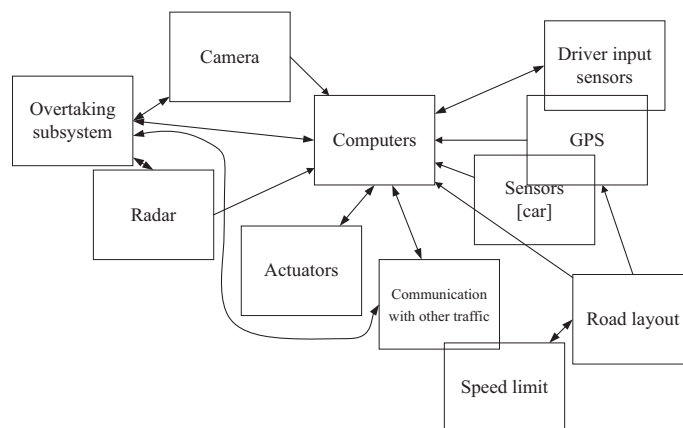 Camera
Driver input
sensors
Overtaking
subsystem
Computers
GPS
Sensors
[car]
Radar
Actuators
Communication
with other traffic
Road layout
Speed limit